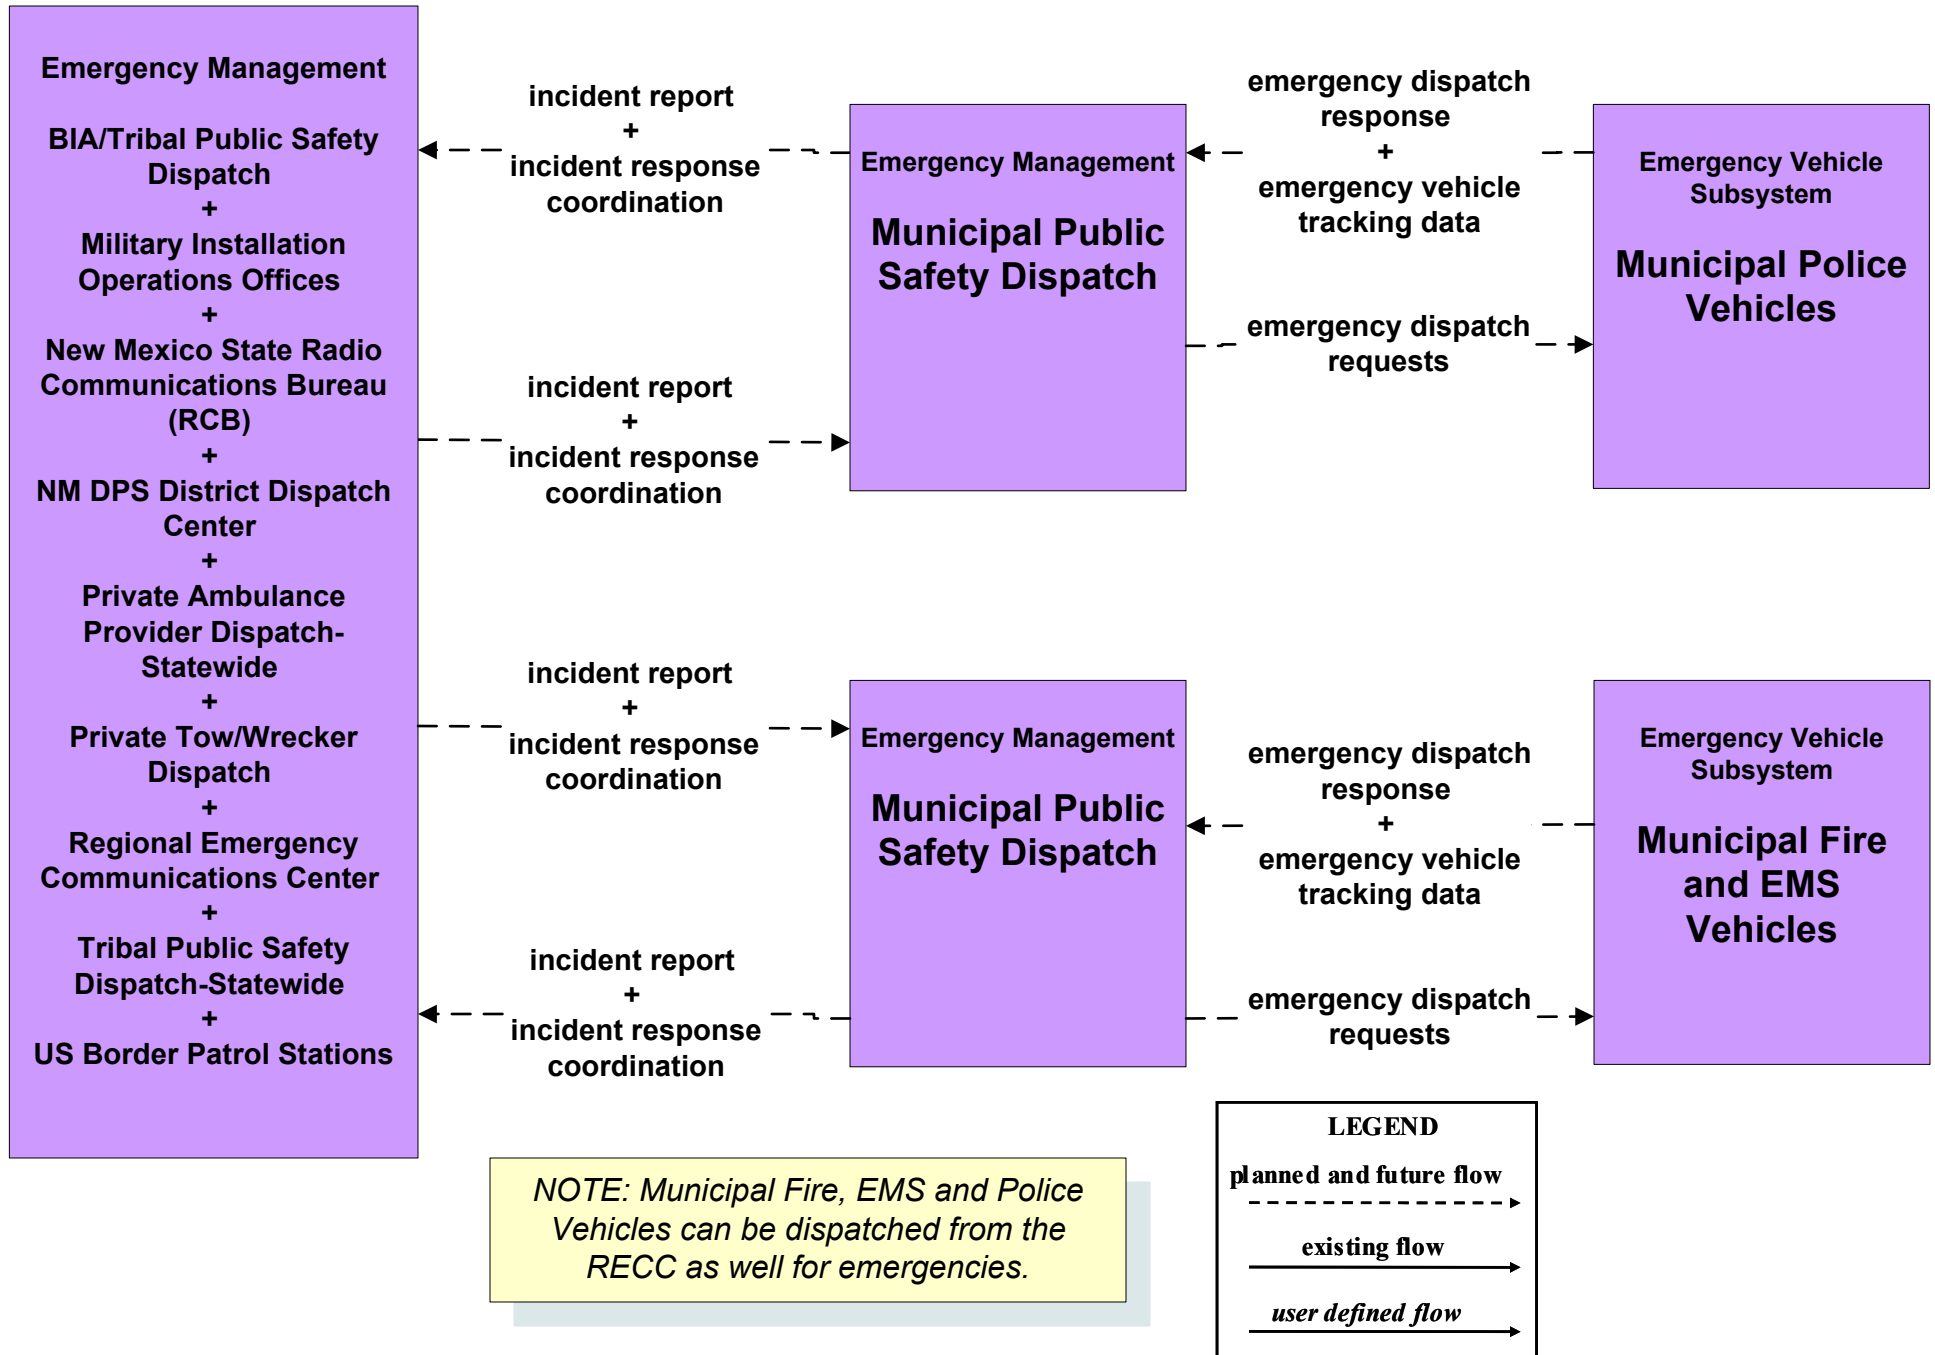 Emergency Management
BIA/Tribal Public Safety
Dispatch
+
Military Installation
Operations Offices
+
New Mexico State Radio
Communications Bureau
(RCB)
+
NM DPS District Dispatch
Center
+
Private Ambulance
Provider Dispatch-
Statewide
+
Private Tow/Wrecker
Dispatch
+
Regional Emergency
Communications Center
+
Tribal Public Safety
Dispatch-Statewide
+
US Border Patrol Stations
incident report
+
incident response
coordination
incident report
+
incident response
coordination
Emergency Management
Municipal Public
Safety Dispatch
emergency dispatch
response
+
emergency vehicle
tracking data
emergency dispatch
requests
Emergency Vehicle
Subsystem
Municipal Police
Vehicles
incident report
+
incident response
coordination
incident report
+
incident response
coordination
Emergency Management
Municipal Public
Safety Dispatch
emergency dispatch
response
+
emergency vehicle
tracking data
emergency dispatch
requests
Emergency Vehicle
Subsystem
Municipal Fire
and EMS
Vehicles
NOTE: Municipal Fire, EMS and Police
Vehicles can be dispatched from the
RECC as well for emergencies.
LEGEND
planned and future flow
existing flow
user defined flow